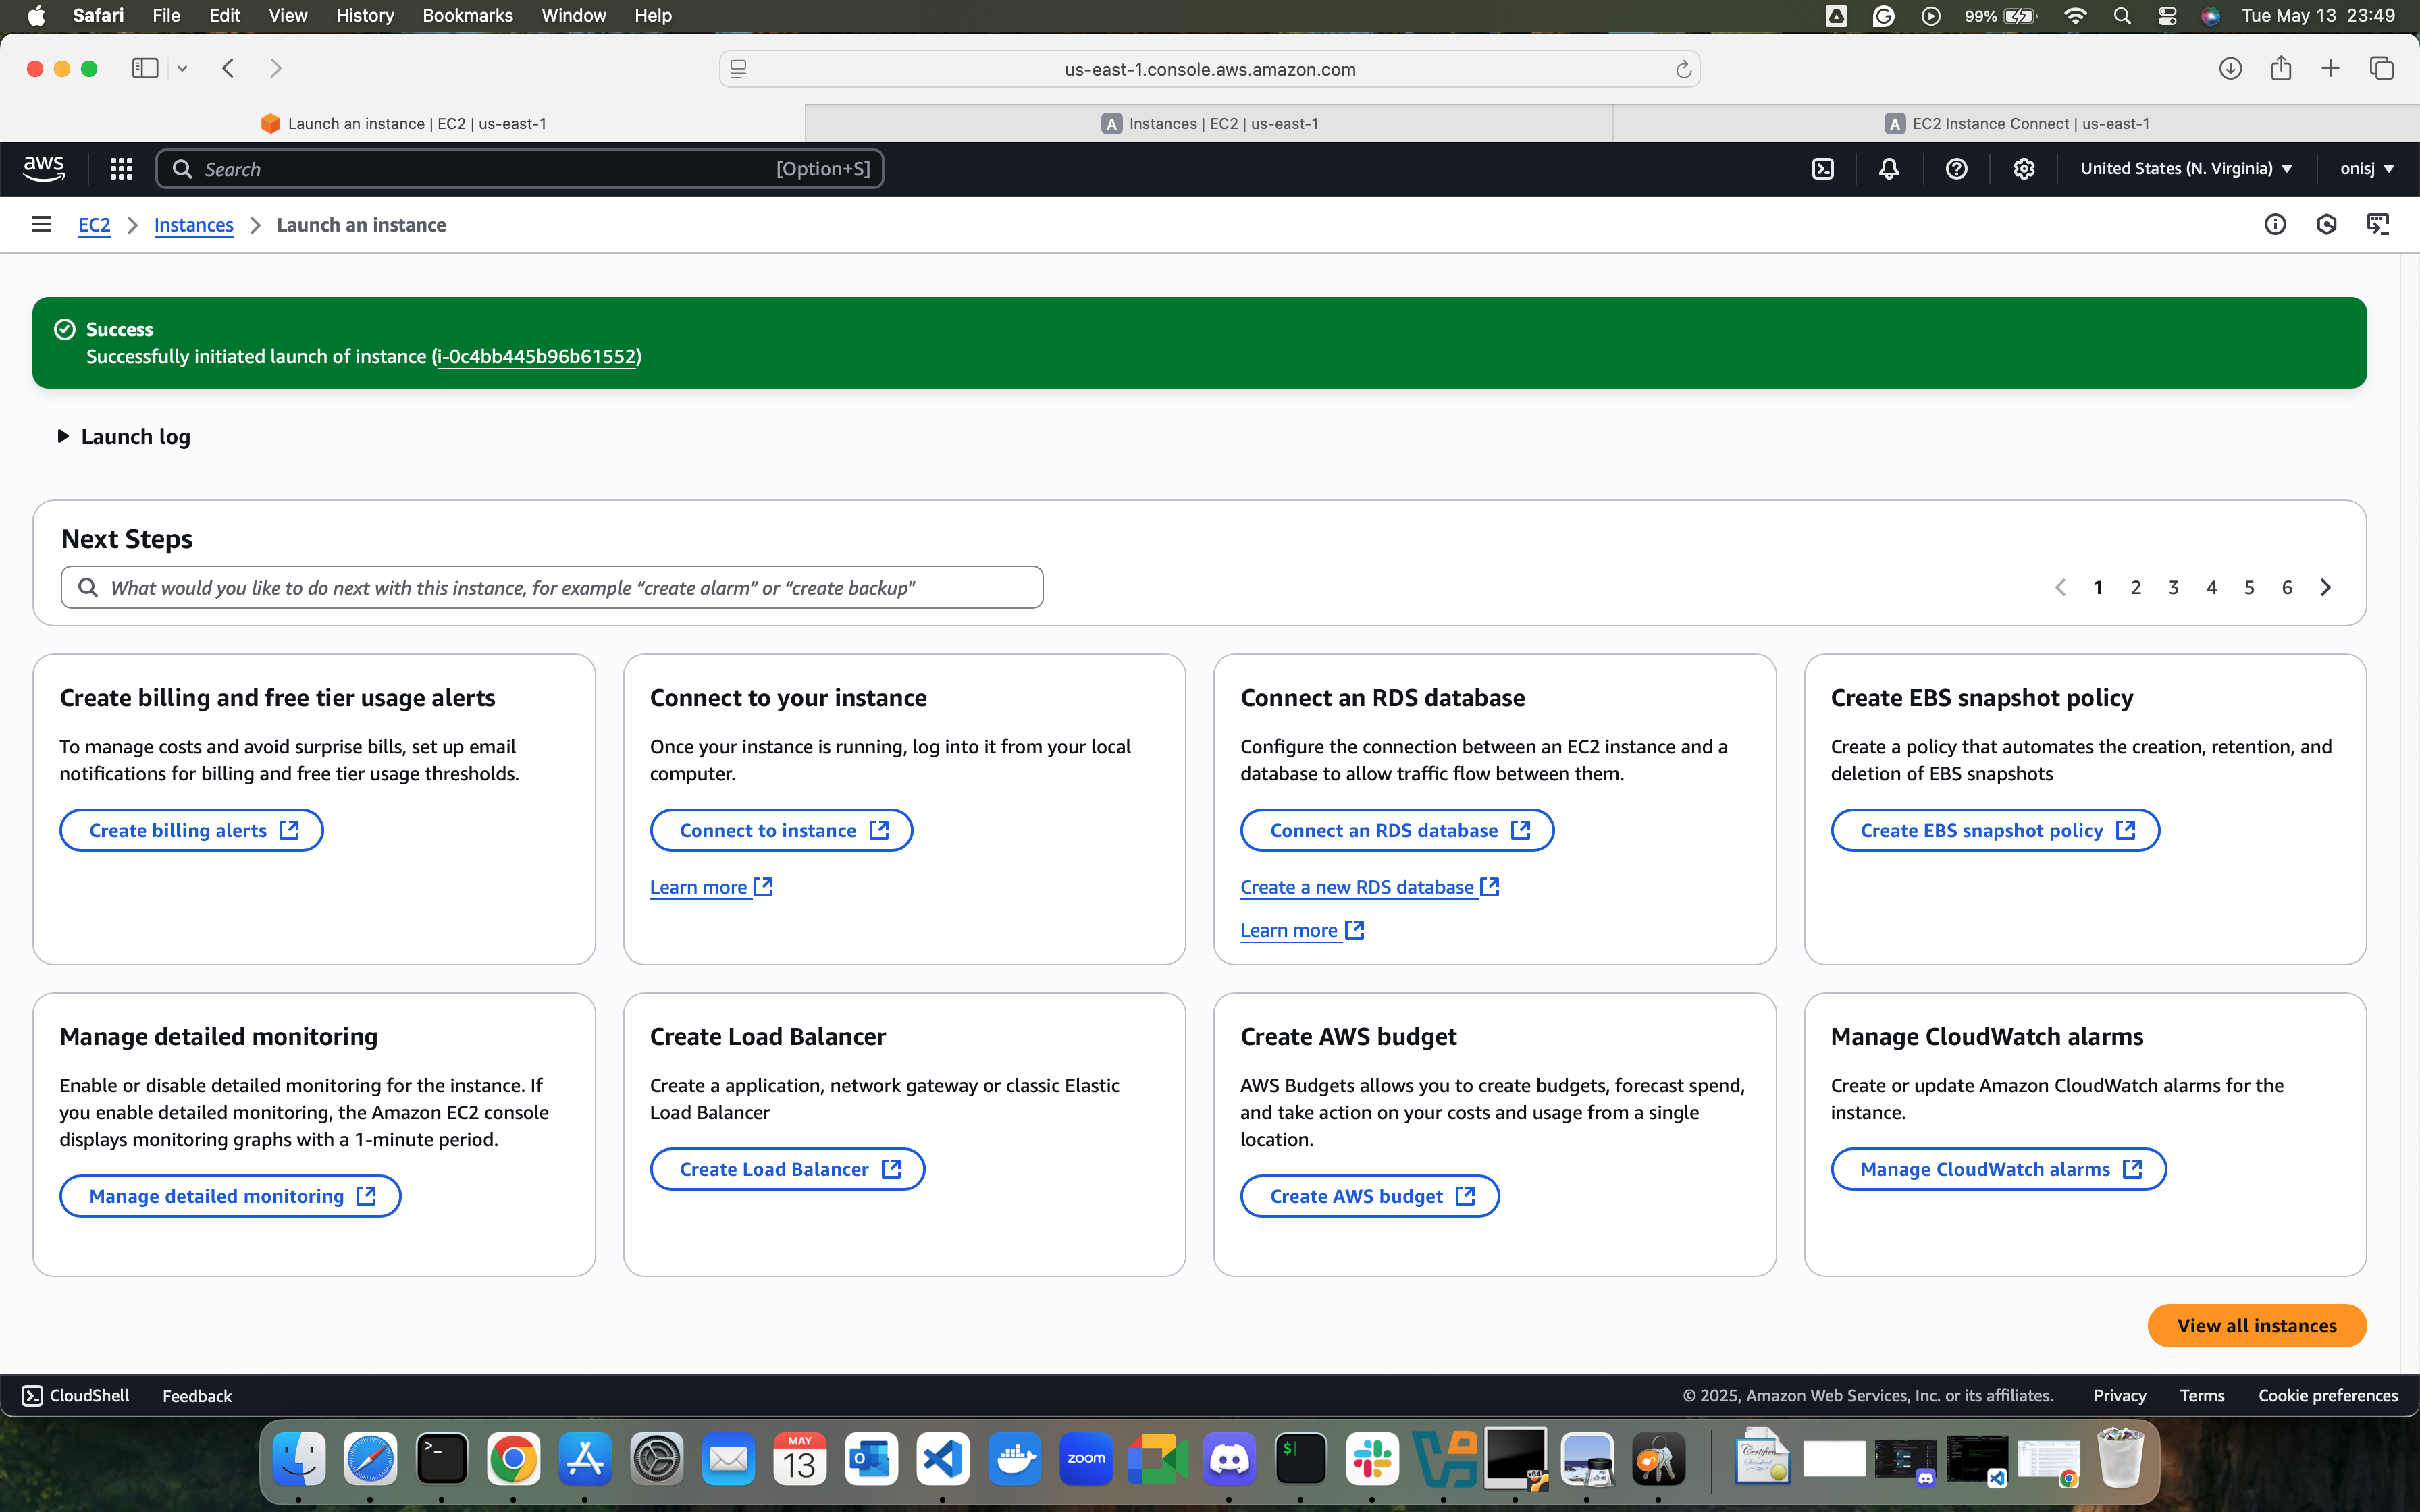 Safari File Edit View History Bookmarks Window Help 99% Tue May 13 23:49
us-east-1.console.aws.amazon.com
Launch an instance | EC2 | us-east-1
A Instances | EC2 | us-east-1
A EC2 Instance Connect | us-east-1
aws Search [Option+S] United States (N. Virginia) onisj
EC2 Instances Launch an instance
Success
Successfully initiated launch of instance (i-0c4bb445b96b61552)
Launch log
Next Steps
What would you like to do next with this instance, for example “create alarm” or “create backup"
1 2 3 4 5 6
Create billing and free tier usage alerts
To manage costs and avoid surprise bills, set up email
notifications for billing and free tier usage thresholds.
Create billing alerts
Connect to your instance
Once your instance is running, log into it from your local
computer.
Connect to instance
Learn more
Connect an RDS database
Configure the connection between an EC2 instance and a
database to allow traffic flow between them.
Connect an RDS database
Create a new RDS database
Learn more
Create EBS snapshot policy
Create a policy that automates the creation, retention, and
deletion of EBS snapshots
Create EBS snapshot policy
Manage detailed monitoring
Enable or disable detailed monitoring for the instance. If
you enable detailed monitoring, the Amazon EC2 console
displays monitoring graphs with a 1-minute period.
Manage detailed monitoring
Create Load Balancer
Create a application, network gateway or classic Elastic
Load Balancer
Create Load Balancer
Create AWS budget
AWS Budgets allows you to create budgets, forecast spend,
and take action on your costs and usage from a single
location.
Create AWS budget
Manage CloudWatch alarms
Create or update Amazon CloudWatch alarms for the
instance.
Manage CloudWatch alarms
View all instances
CloudShell Feedback © 2025, Amazon Web Services, Inc. or its affiliates. Privacy Terms Cookie preferences
MAY
13
zoom